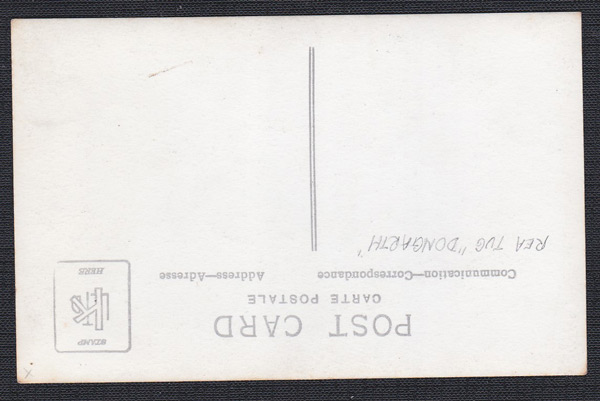 POST CARD
CARTE POSTALE
Communication—Correspondance
Address—Adresse
STAMP
HERE
REA TUG "DONGARTH"
X